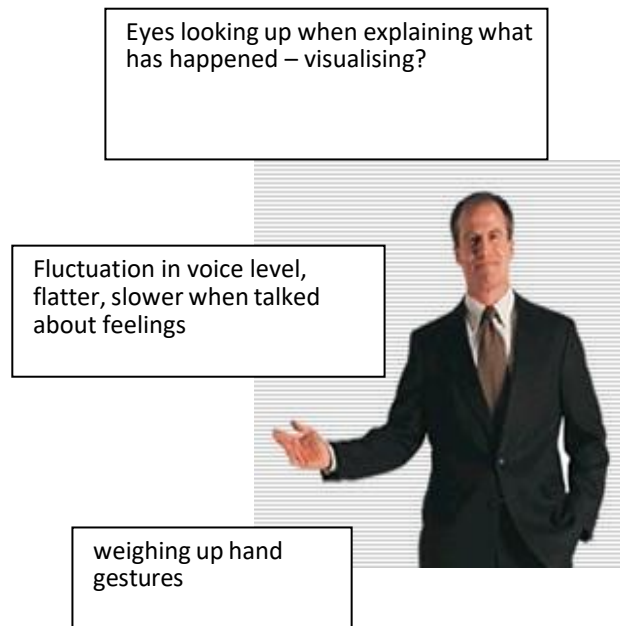 Eyes looking up when explaining what
has happened – visualising?
Fluctuation in voice level,
flatter, slower when talked
about feelings
weighing up hand
gestures